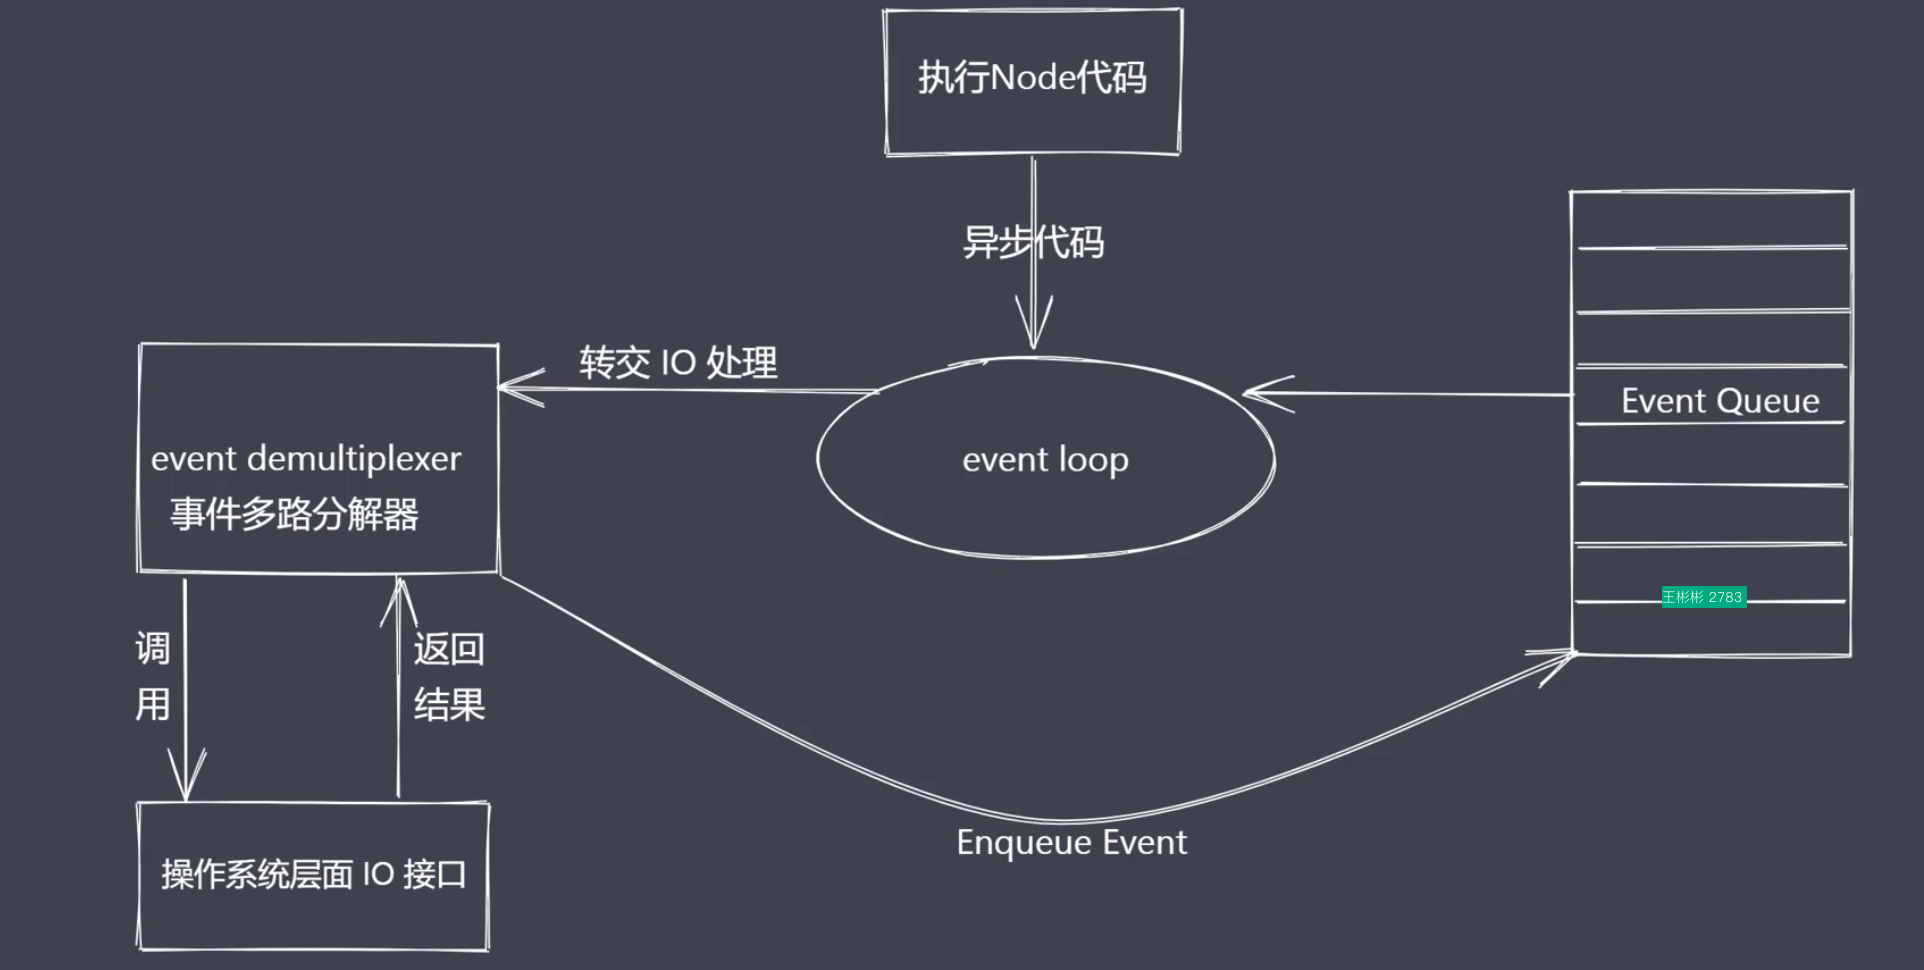 执行Node代码
异步代码
转交 IO 处理
Event Queue
event demultiplexer
事件多路分解器
event loop
王彬彬 2783
调
用
返回
结果
Enqueue Event
操作系统层面 IO 接口